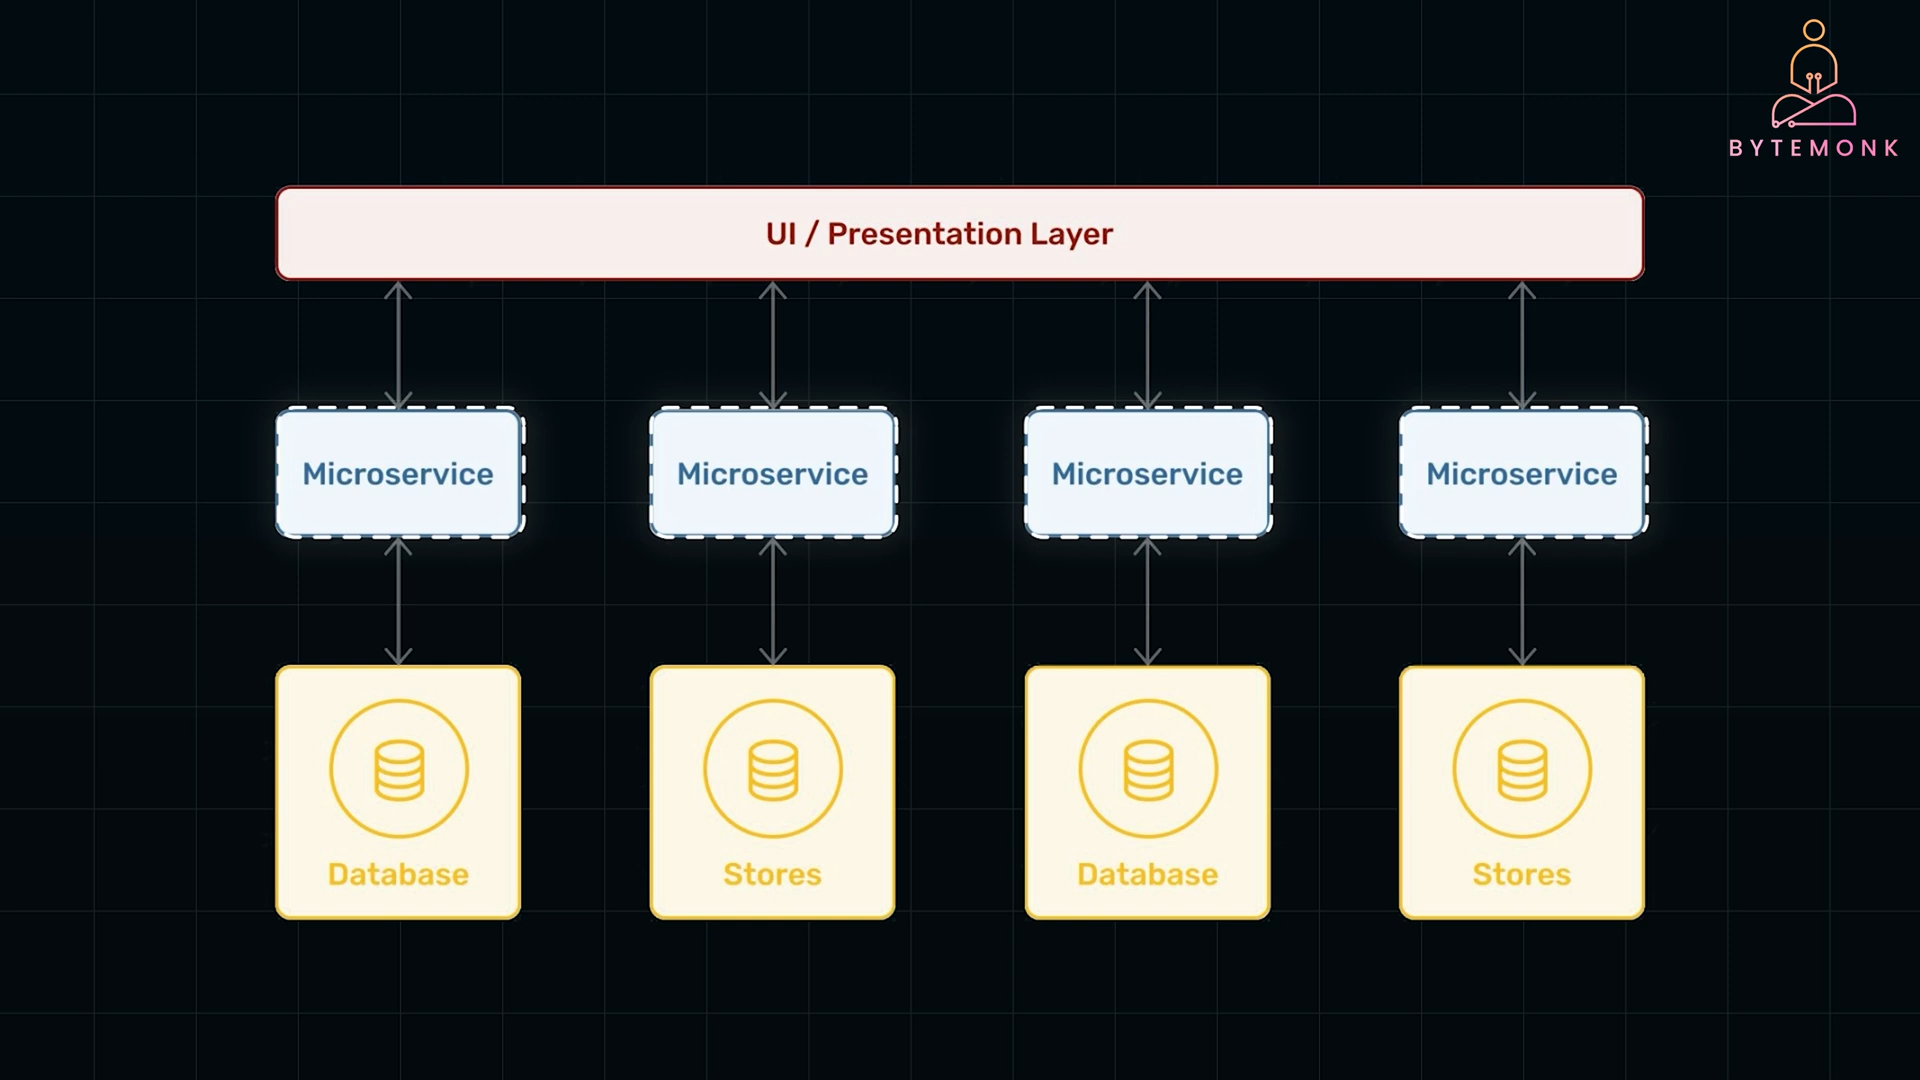 BYTEMONK
UI / Presentation Layer
Microservice
Microservice
Microservice
Microservice
Database
Stores
Database
Stores